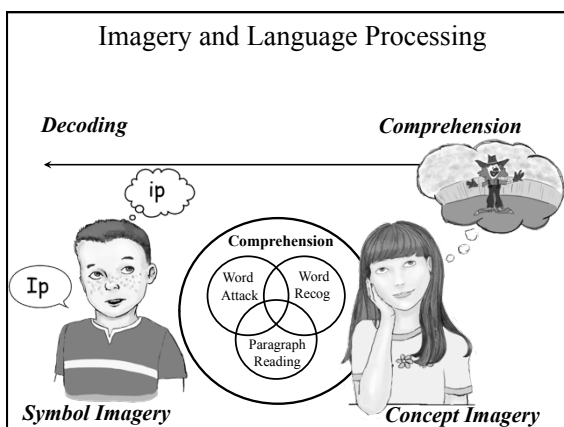 Imagery and Language Processing
Decoding
Comprehension
ip
Ip
Comprehension
Word
Attack
Word
Recog
Paragraph
Reading
Symbol Imagery
Concept Imagery